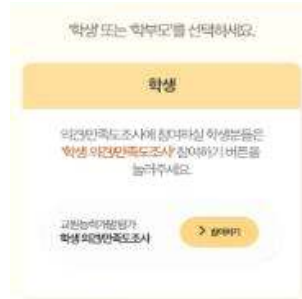 '학생' 또는 '학부모'를 선택하세요.
학생
의견/만족도조사에 참여하실 학생분들은
'학생 의견/만족도조사' 참여하기 버튼을
눌러주세요.
교원능력개발평가
학생 의견/만족도조사
> 참여하기